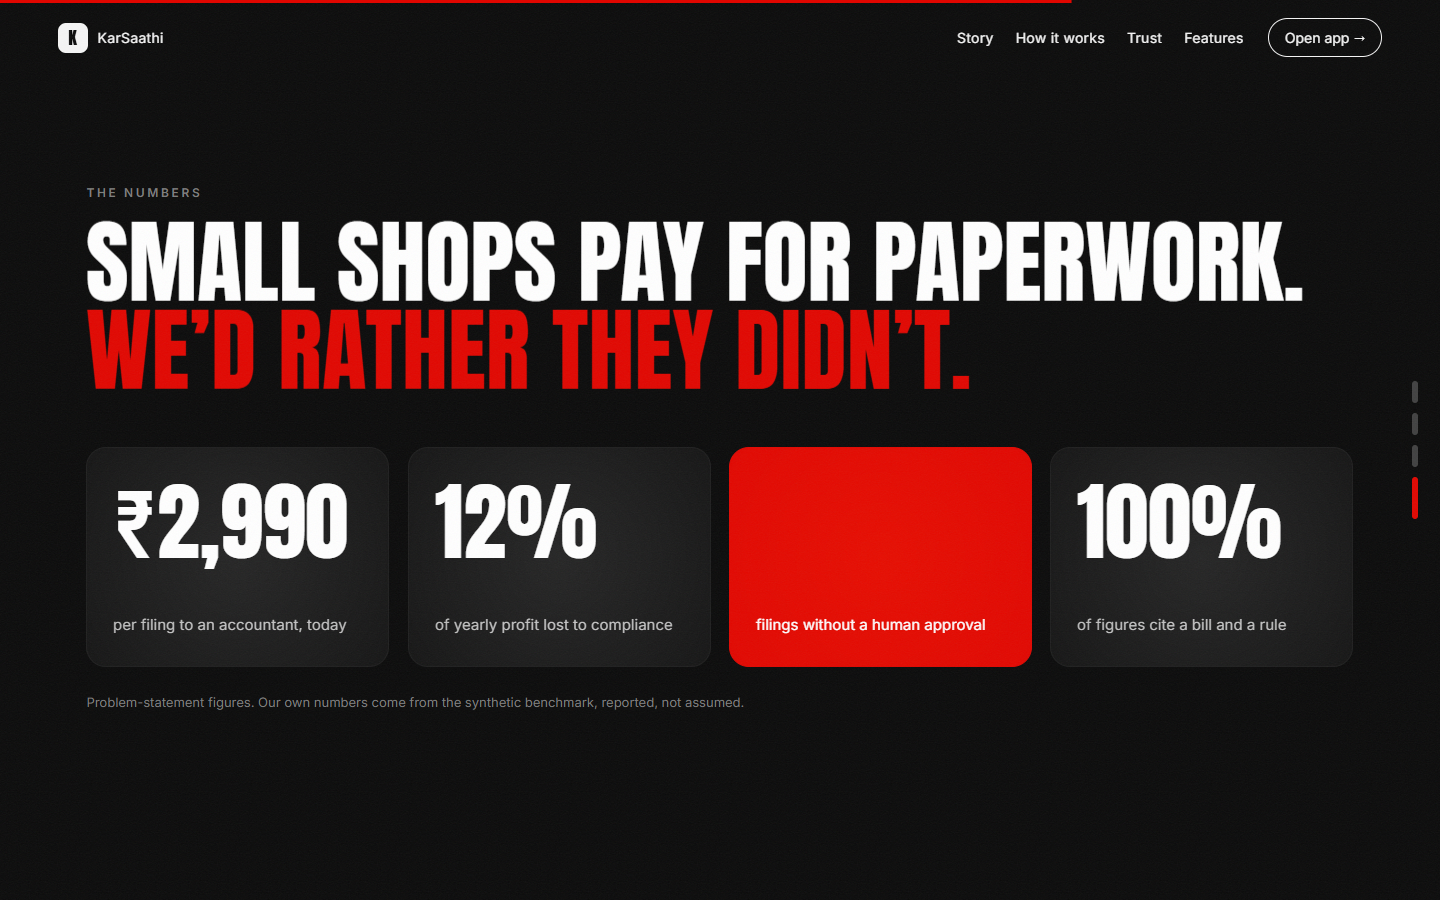 K KarSaathi Story How it works Trust Features Open app →
THE NUMBERS
SMALL SHOPS PAY FOR PAPERWORK.
WE’D RATHER THEY DIDN’T.
₹2,990
per filing to an accountant, today
12%
of yearly profit lost to compliance
filings without a human approval
100%
of figures cite a bill and a rule
Problem-statement figures. Our own numbers come from the synthetic benchmark, reported, not assumed.